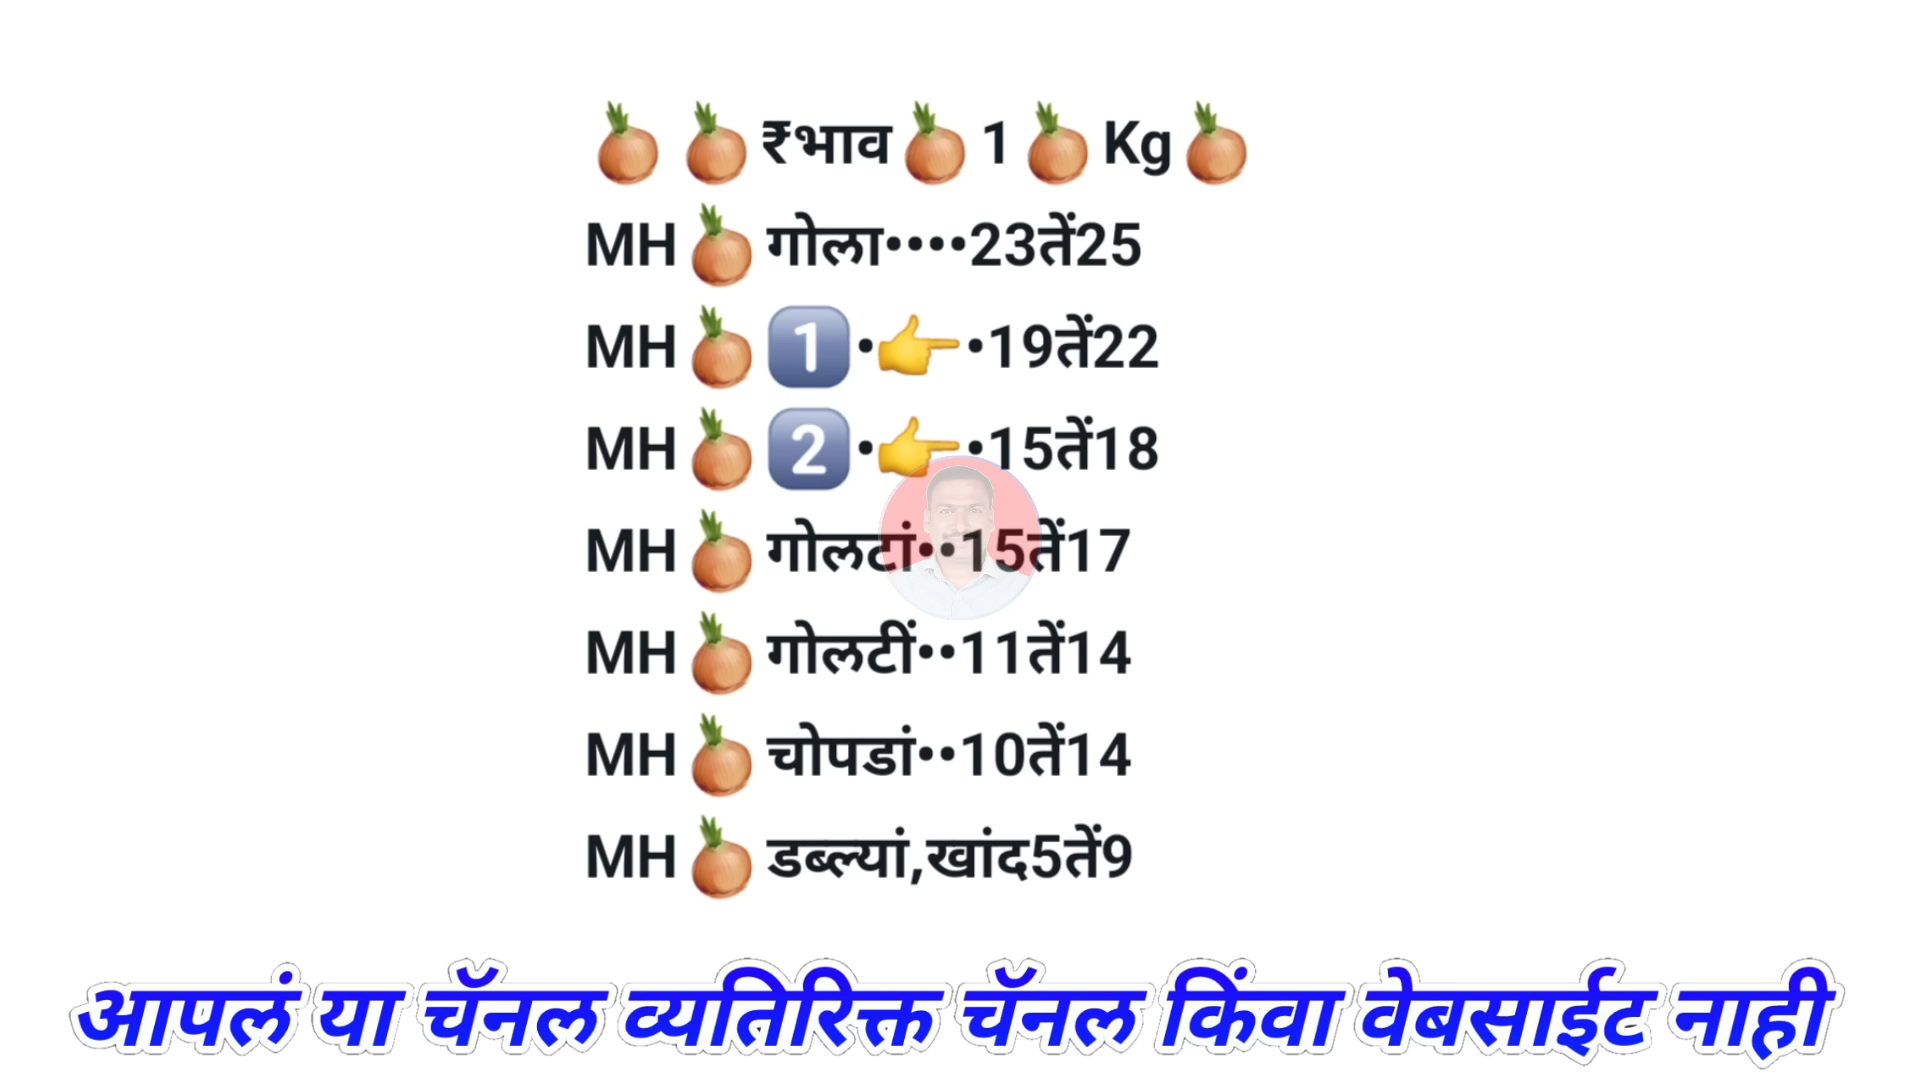 🧅🧅₹भाव🧅1🧅Kg🧅
MH🧅गोला••••23तें25
MH🧅1️⃣•👉•19तें22
MH🧅2️⃣•👉•15तें18
MH🧅गोलटां••15तें17
MH🧅गोलटीं••11तें14
MH🧅चोपडां••10तें14
MH🧅डब्ल्यां,खांद5तें9
आपलं या चॅनल व्यतिरिक्त चॅनल किंवा वेबसाईट नाही